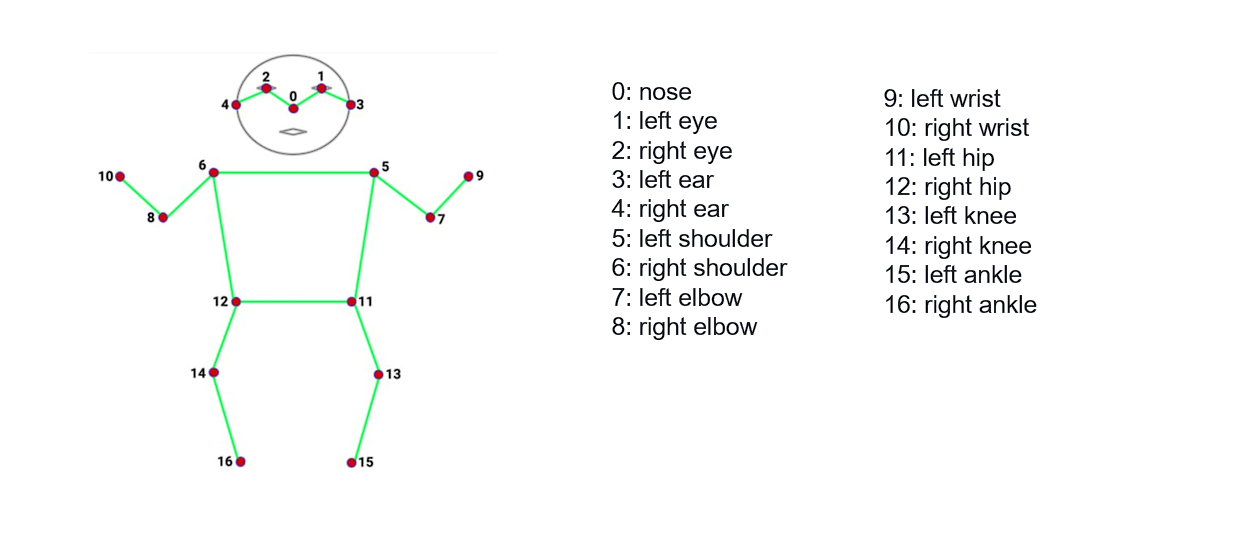 2
1
0
4
3
6
5
10
9
8
7
12
11
14
13
16
15
0: nose
1: left eye
2: right eye
3: left ear
4: right ear
5: left shoulder
6: right shoulder
7: left elbow
8: right elbow
9: left wrist
10: right wrist
11: left hip
12: right hip
13: left knee
14: right knee
15: left ankle
16: right ankle